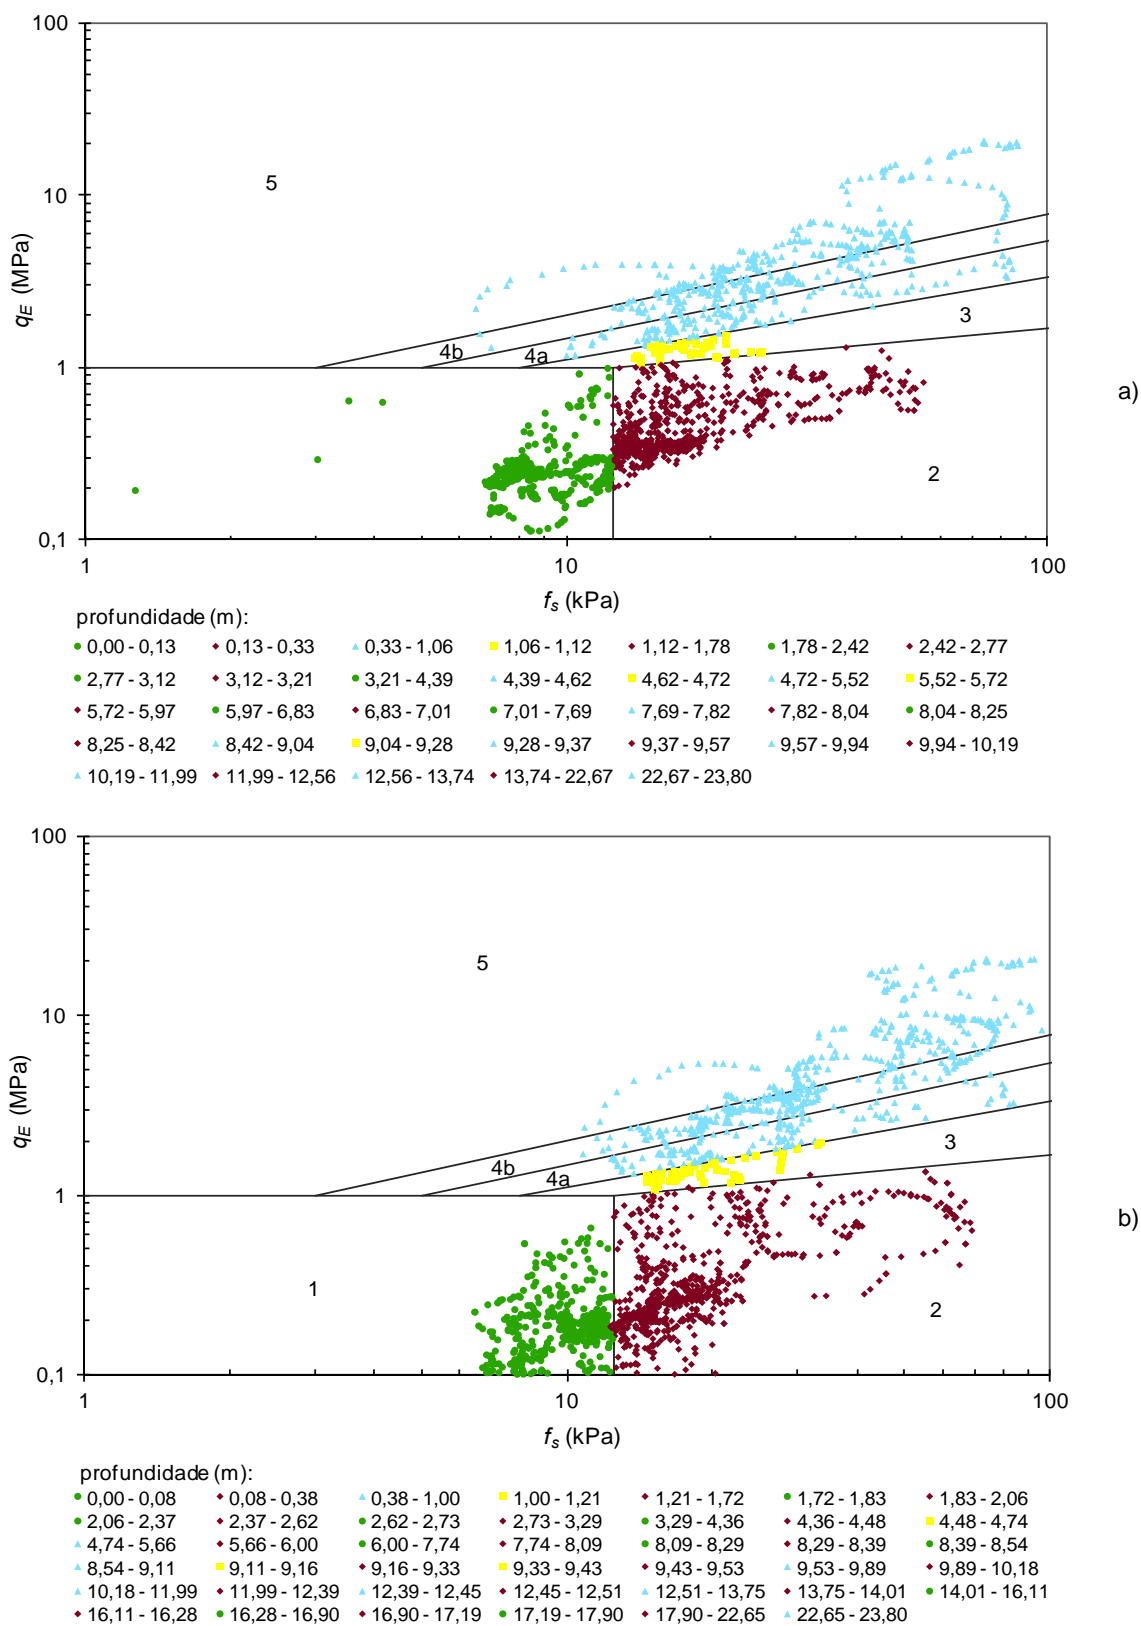 100
5
10
qE (MPa)
3
4b
4a
1
a)
2
0,1
1
10
100
fs (kPa)
profundidade (m):
0,00 - 0,13 0,13 - 0,33 0,33 - 1,06 1,06 - 1,12 1,12 - 1,78 1,78 - 2,42 2,42 - 2,77
2,77 - 3,12 3,12 - 3,21 3,21 - 4,39 4,39 - 4,62 4,62 - 4,72 4,72 - 5,52 5,52 - 5,72
5,72 - 5,97 5,97 - 6,83 6,83 - 7,01 7,01 - 7,69 7,69 - 7,82 7,82 - 8,04 8,04 - 8,25
8,25 - 8,42 8,42 - 9,04 9,04 - 9,28 9,28 - 9,37 9,37 - 9,57 9,57 - 9,94 9,94 - 10,19
10,19 - 11,99 11,99 - 12,56 12,56 - 13,74 13,74 - 22,67 22,67 - 23,80
100
5
10
qE (MPa)
3
4b
4a
1
b)
1
2
0,1
1
10
100
fs (kPa)
profundidade (m):
0,00 - 0,08 0,08 - 0,38 0,38 - 1,00 1,00 - 1,21 1,21 - 1,72 1,72 - 1,83 1,83 - 2,06
2,06 - 2,37 2,37 - 2,62 2,62 - 2,73 2,73 - 3,29 3,29 - 4,36 4,36 - 4,48 4,48 - 4,74
4,74 - 5,66 5,66 - 6,00 6,00 - 7,74 7,74 - 8,09 8,09 - 8,29 8,29 - 8,39 8,39 - 8,54
8,54 - 9,11 9,11 - 9,16 9,16 - 9,33 9,33 - 9,43 9,43 - 9,53 9,53 - 9,89 9,89 - 10,18
10,18 - 11,99 11,99 - 12,39 12,39 - 12,45 12,45 - 12,51 12,51 - 13,75 13,75 - 14,01 14,01 - 16,11
16,11 - 16,28 16,28 - 16,90 16,90 - 17,19 17,19 - 17,90 17,90 - 22,65 22,65 - 23,80